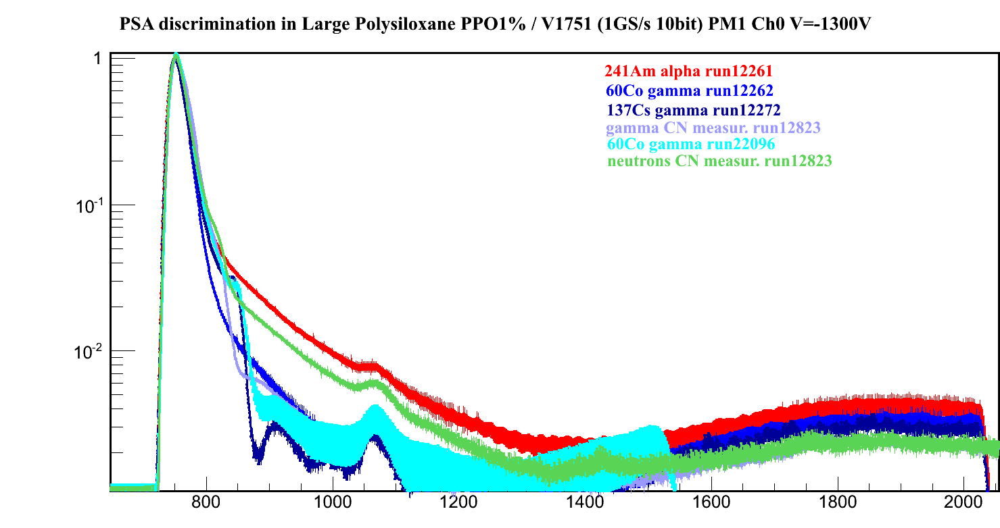 PSA discrimination in Large Polysiloxane PPO1% / V1751 (1GS/s 10bit) PM1 Ch0 V=-1300V
1
241Am alpha run12261
60Co gamma run12262
137Cs gamma run12272
gamma CN measur. run12823
60Co gamma run22096
neutrons CN measur. run12823
10-1
10-2
800 1000 1200 1400 1600 1800 2000